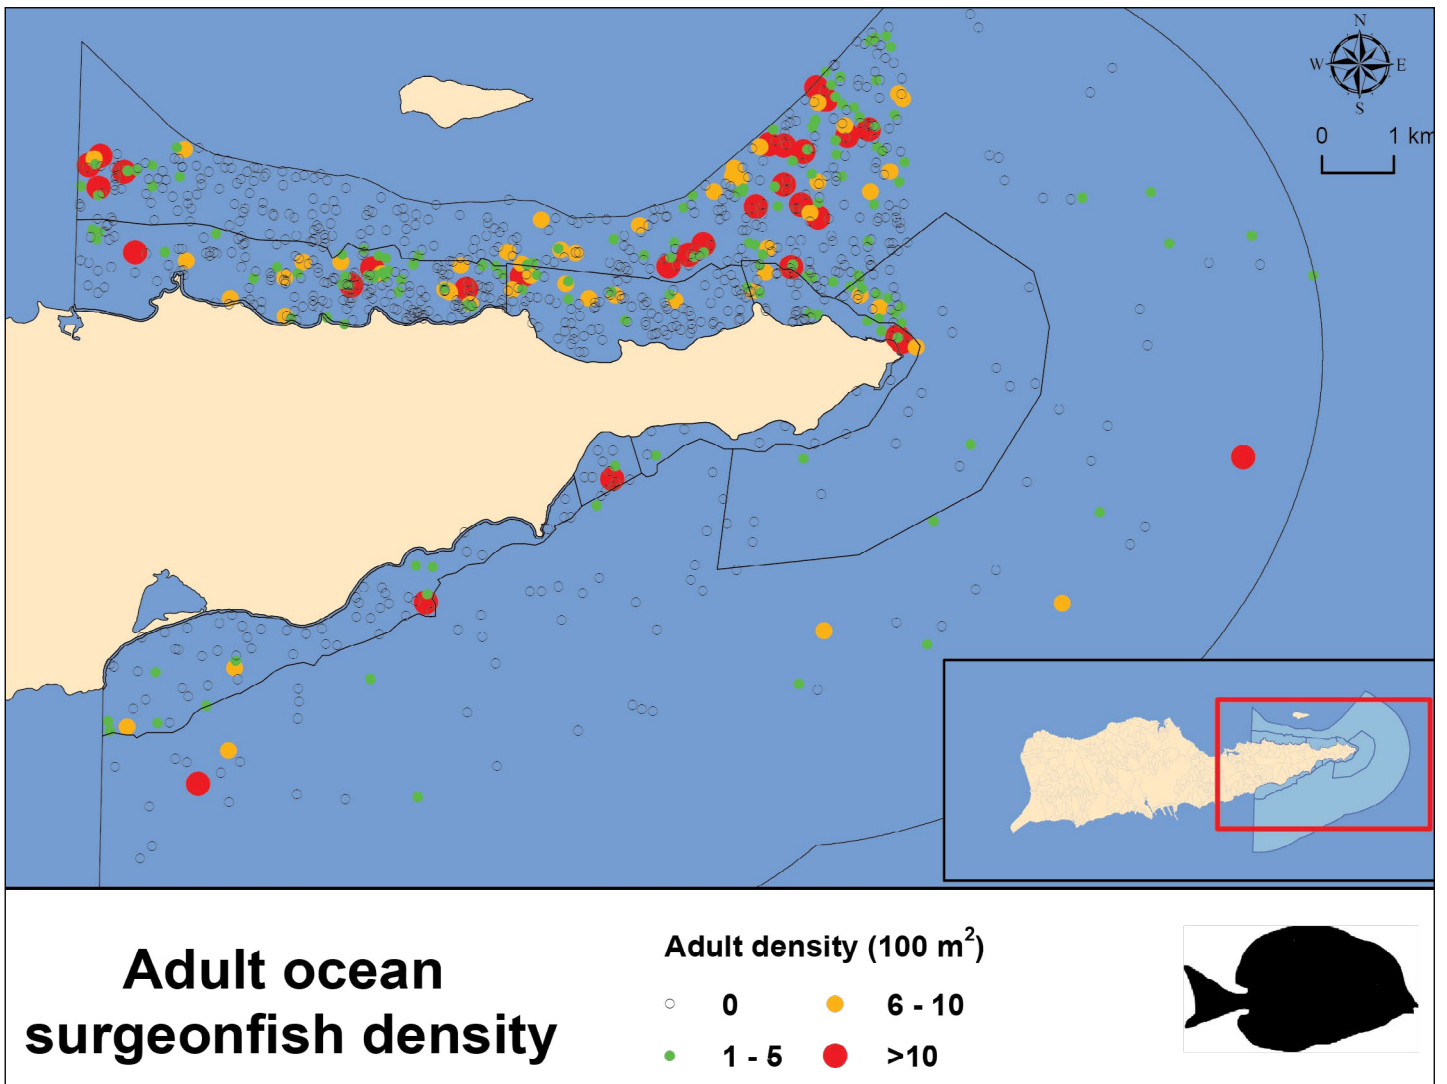 N
W E
S
0 1 km
Adult ocean
surgeonfish density
Adult density (100 m²)
0
6 - 10
1 - 5
>10